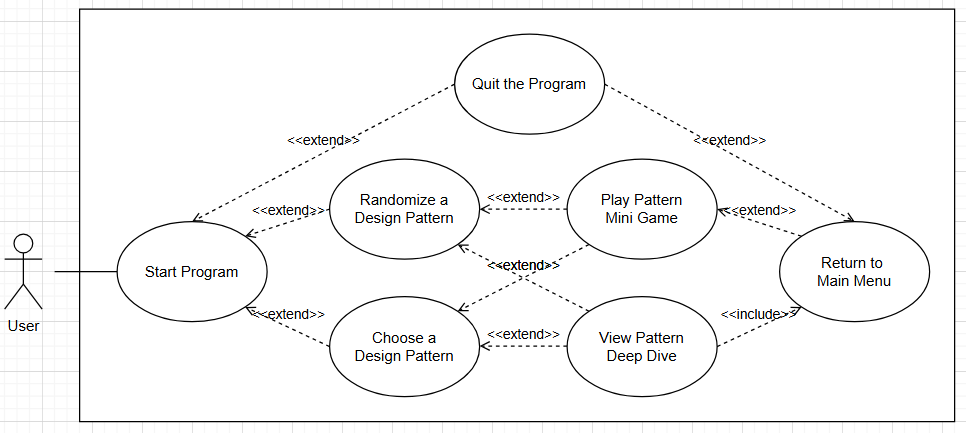 Quit the Program
<<extend>>
<<extend>>
Randomize a
Design Pattern
<<extend>>
<<extend>>
Play Pattern
Mini Game
<<extend>>
Start Program
<<extend>>
Return to
Main Menu
User
<<extend>>
Choose a
Design Pattern
<<extend>>
View Pattern
Deep Dive
<<include>>